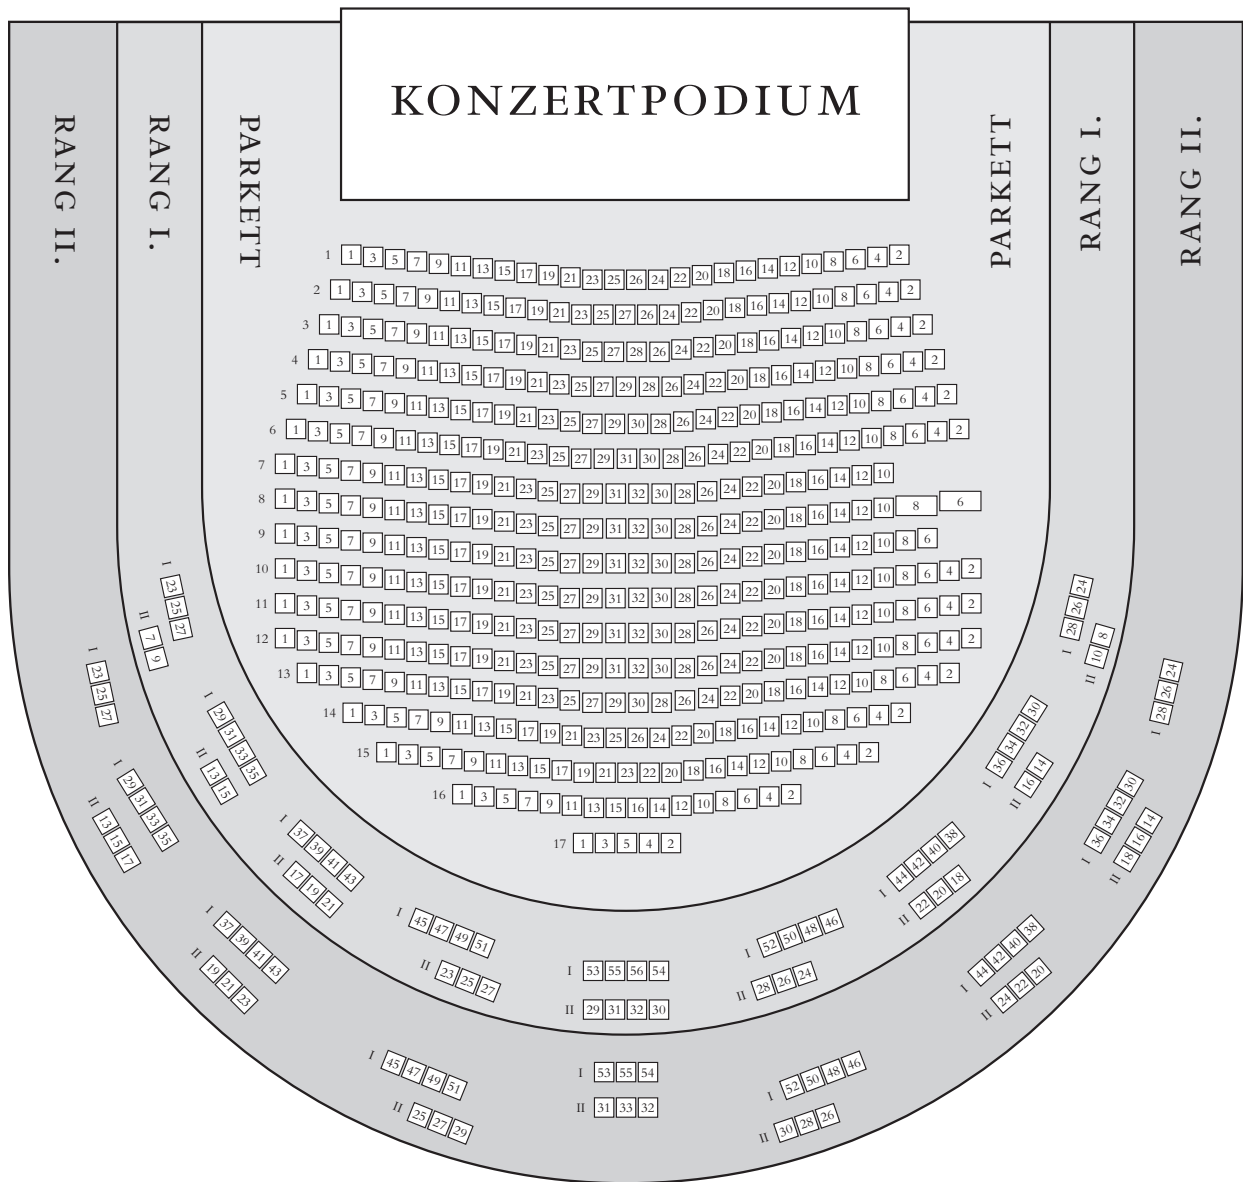 KONZERTPODIUM
RANG II.
RANG I.
PARKETT
PARKETT
RANG I.
RANG II.
1 1 3 5 7 9 11 13 15 17 19 21 23 25 26 24 22 20 18 16 14 12 10 8 6 4 2
2 1 3 5 7 9 11 13 15 17 19 21 23 25 27 26 24 22 20 18 16 14 12 10 8 6 4 2
3 1 3 5 7 9 11 13 15 17 19 21 23 25 27 28 26 24 22 20 18 16 14 12 10 8 6 4 2
4 1 3 5 7 9 11 13 15 17 19 21 23 25 27 29 28 26 24 22 20 18 16 14 12 10 8 6 4 2
5 1 3 5 7 9 11 13 15 17 19 21 23 25 27 29 30 28 26 24 22 20 18 16 14 12 10 8 6 4 2
6 1 3 5 7 9 11 13 15 17 19 21 23 25 27 29 31 30 28 26 24 22 20 18 16 14 12 10 8 6 4 2
7 1 3 5 7 9 11 13 15 17 19 21 23 25 27 29 31 32 30 28 26 24 22 20 18 16 14 12 10
8 1 3 5 7 9 11 13 15 17 19 21 23 25 27 29 31 32 30 28 26 24 22 20 18 16 14 12 10 8 6
9 1 3 5 7 9 11 13 15 17 19 21 23 25 27 29 31 32 30 28 26 24 22 20 18 16 14 12 10 8 6
10 1 3 5 7 9 11 13 15 17 19 21 23 25 27 29 31 32 30 28 26 24 22 20 18 16 14 12 10 8 6 4 2
11 1 3 5 7 9 11 13 15 17 19 21 23 25 27 29 31 32 30 28 26 24 22 20 18 16 14 12 10 8 6 4 2
12 1 3 5 7 9 11 13 15 17 19 21 23 25 27 29 31 32 30 28 26 24 22 20 18 16 14 12 10 8 6 4 2
13 1 3 5 7 9 11 13 15 17 19 21 23 25 27 29 30 28 26 24 22 20 18 16 14 12 10 8 6 4 2
14 1 3 5 7 9 11 13 15 17 19 21 23 25 26 24 22 20 18 16 14 12 10 8 6 4 2
15 1 3 5 7 9 11 13 15 17 19 21 23 22 20 18 16 14 12 10 8 6 4 2
16 1 3 5 7 9 11 13 15 16 14 12 10 8 6 4 2
17 1 3 5 4 2
I 23 25 27
II 7 9
I 29 31 33 35
II 13 15
I 37 39 41 43
II 17 19 21
I 45 47 49 51
II 23 25 27
I 53 55 56 54
II 29 31 32 30
I 52 50 48 46
II 28 26 24
I 44 42 40 38
II 22 20 18
I 36 34 32 30
II 16 14
I 28 26 24
II 10 8
I 23 25 27
I 29 31 33 35
II 13 15 17
I 37 39 41 43
II 19 21 23
I 45 47 49 51
II 25 27 29
I 53 55 54
II 31 33 32
I 52 50 48 46
II 30 28 26
I 44 42 40 38
II 24 22 20
I 36 34 32 30
II 18 16 14
I 28 26 24